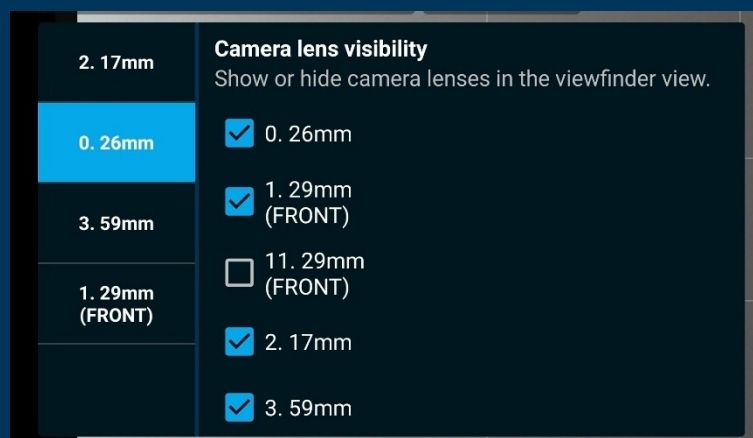 2. 17mm
0. 26mm
3. 59mm
1. 29mm
(FRONT)
Camera lens visibility
Show or hide camera lenses in the viewfinder view.
0. 26mm
1. 29mm
(FRONT)
11. 29mm
(FRONT)
2. 17mm
3. 59mm